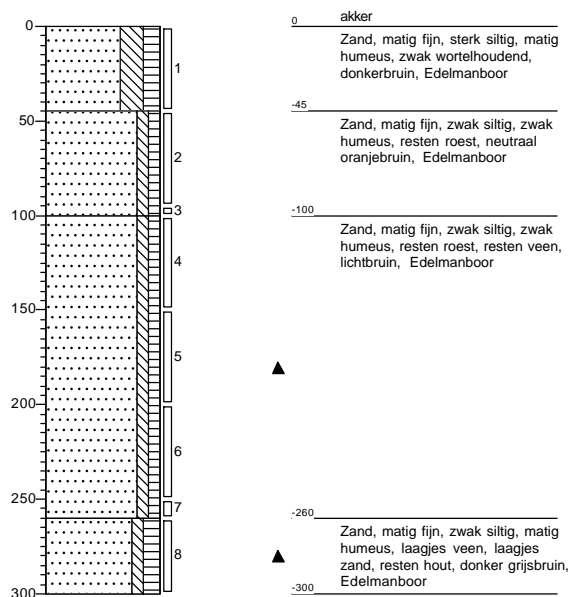 0
50
100
150
200
250
300
1
2
3
4
5
6
7
8
0
akker
Zand, matig fijn, sterk siltig, matig
humeus, zwak wortelhoudend,
donkerbruin, Edelmanboor
-45
Zand, matig fijn, zwak siltig, zwak
humeus, resten roest, neutraal
oranjebruin, Edelmanboor
-100
Zand, matig fijn, zwak siltig, zwak
humeus, resten roest, resten veen,
lichtbruin, Edelmanboor
-260
Zand, matig fijn, zwak siltig, matig
humeus, laagjes veen, laagjes
zand, resten hout, donker grijsbruin,
Edelmanboor
-300